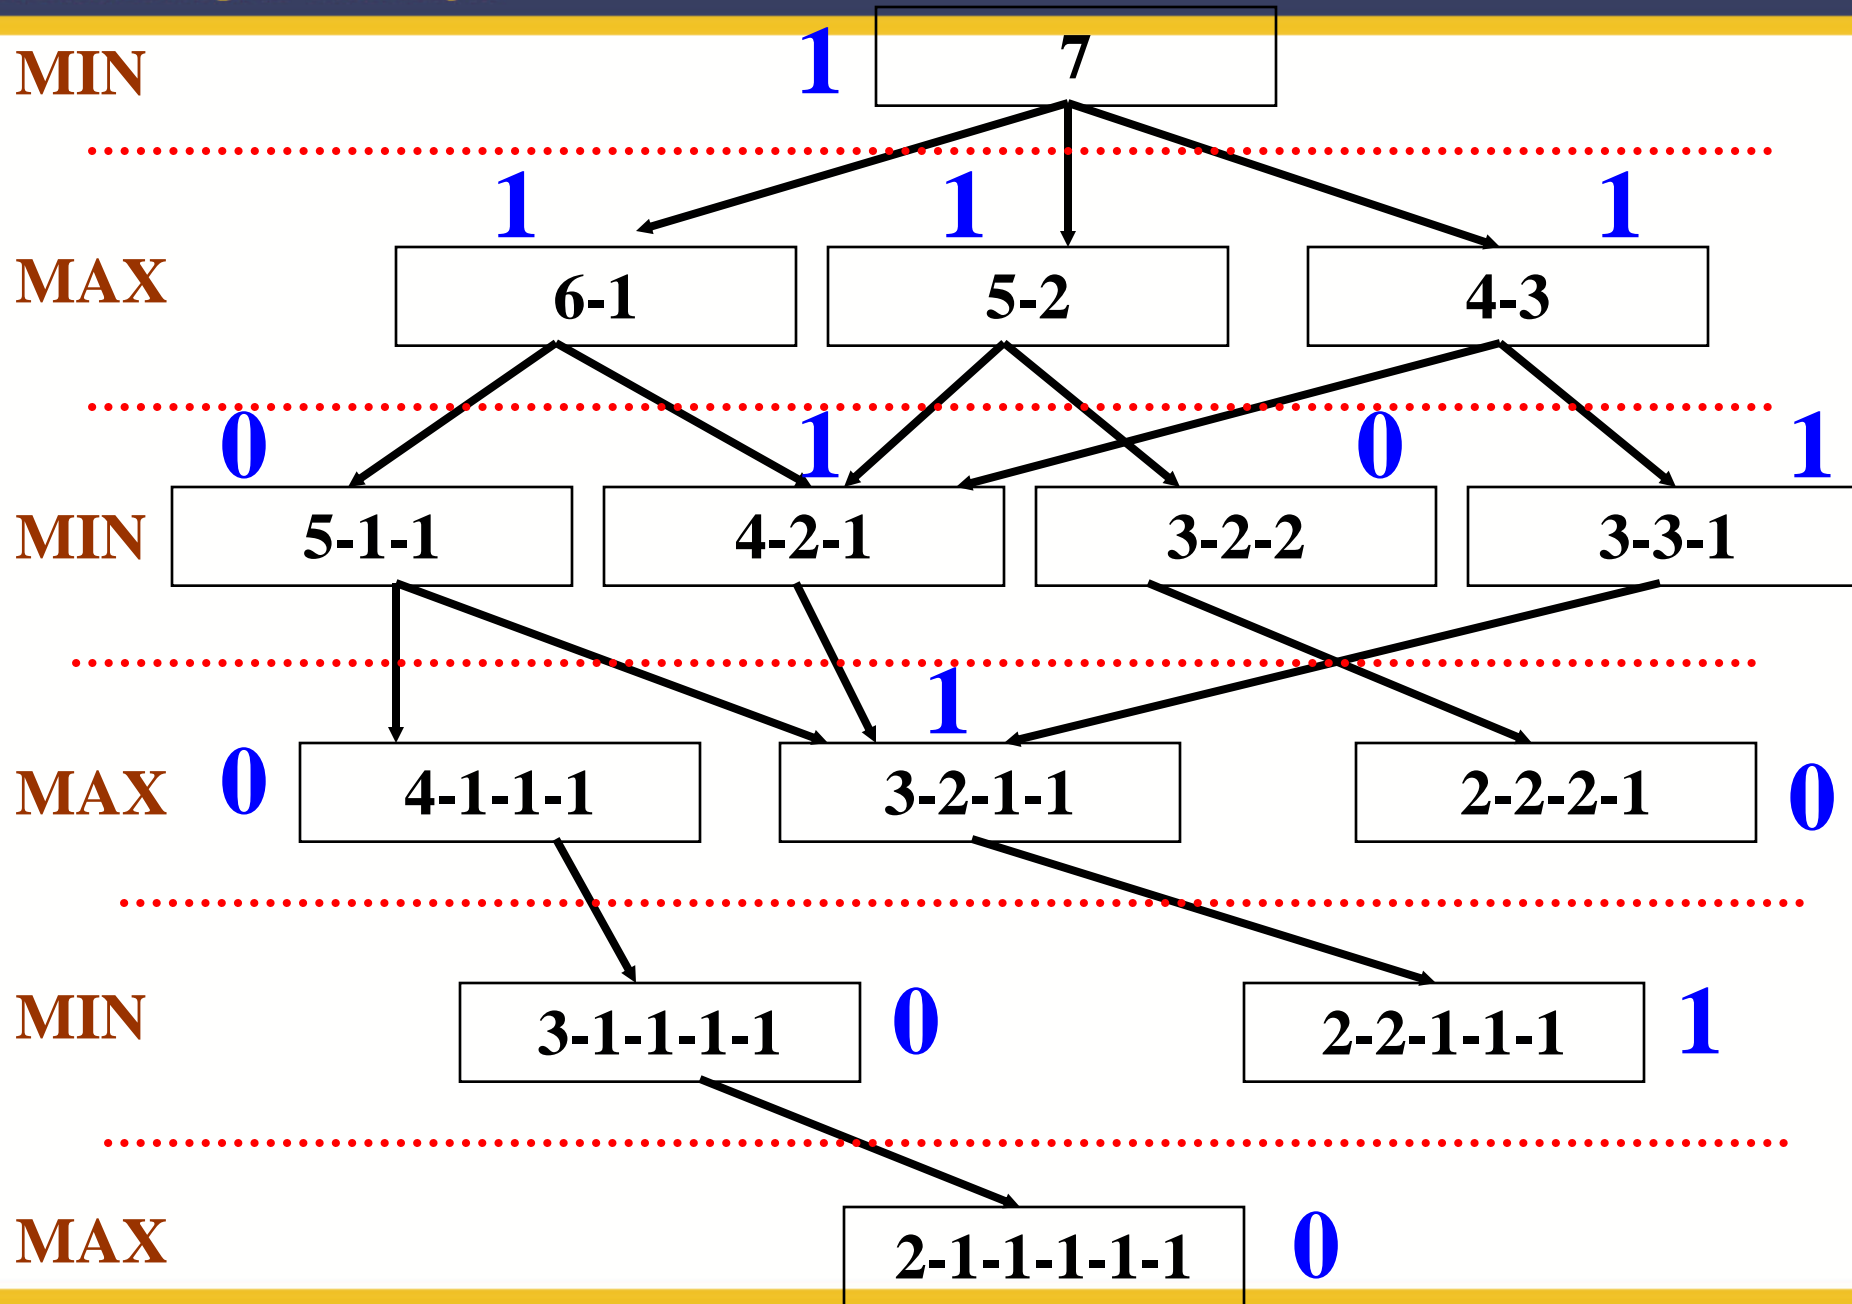 MIN 1 7
1 1 1
MAX 6-1 5-2 4-3
0 1 0 1
MIN 5-1-1 4-2-1 3-2-2 3-3-1
1
MAX 0 4-1-1-1 3-2-1-1 2-2-2-1 0
MIN 3-1-1-1-1 0 2-2-1-1-1 1
MAX 2-1-1-1-1-1 0